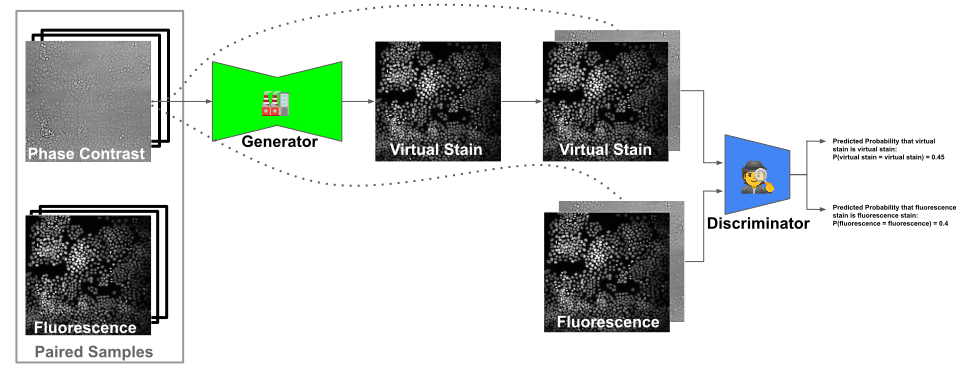 Phase Contrast
Generator
Virtual Stain
Virtual Stain
Predicted Probability that virtual
stain is virtual stain:
P(virtual stain = virtual stain) = 0.45
Predicted Probability that fluorescence
stain is fluorescence stain:
P(fluorescence = fluorescence) = 0.4
Discriminator
Fluorescence
Fluorescence
Paired Samples